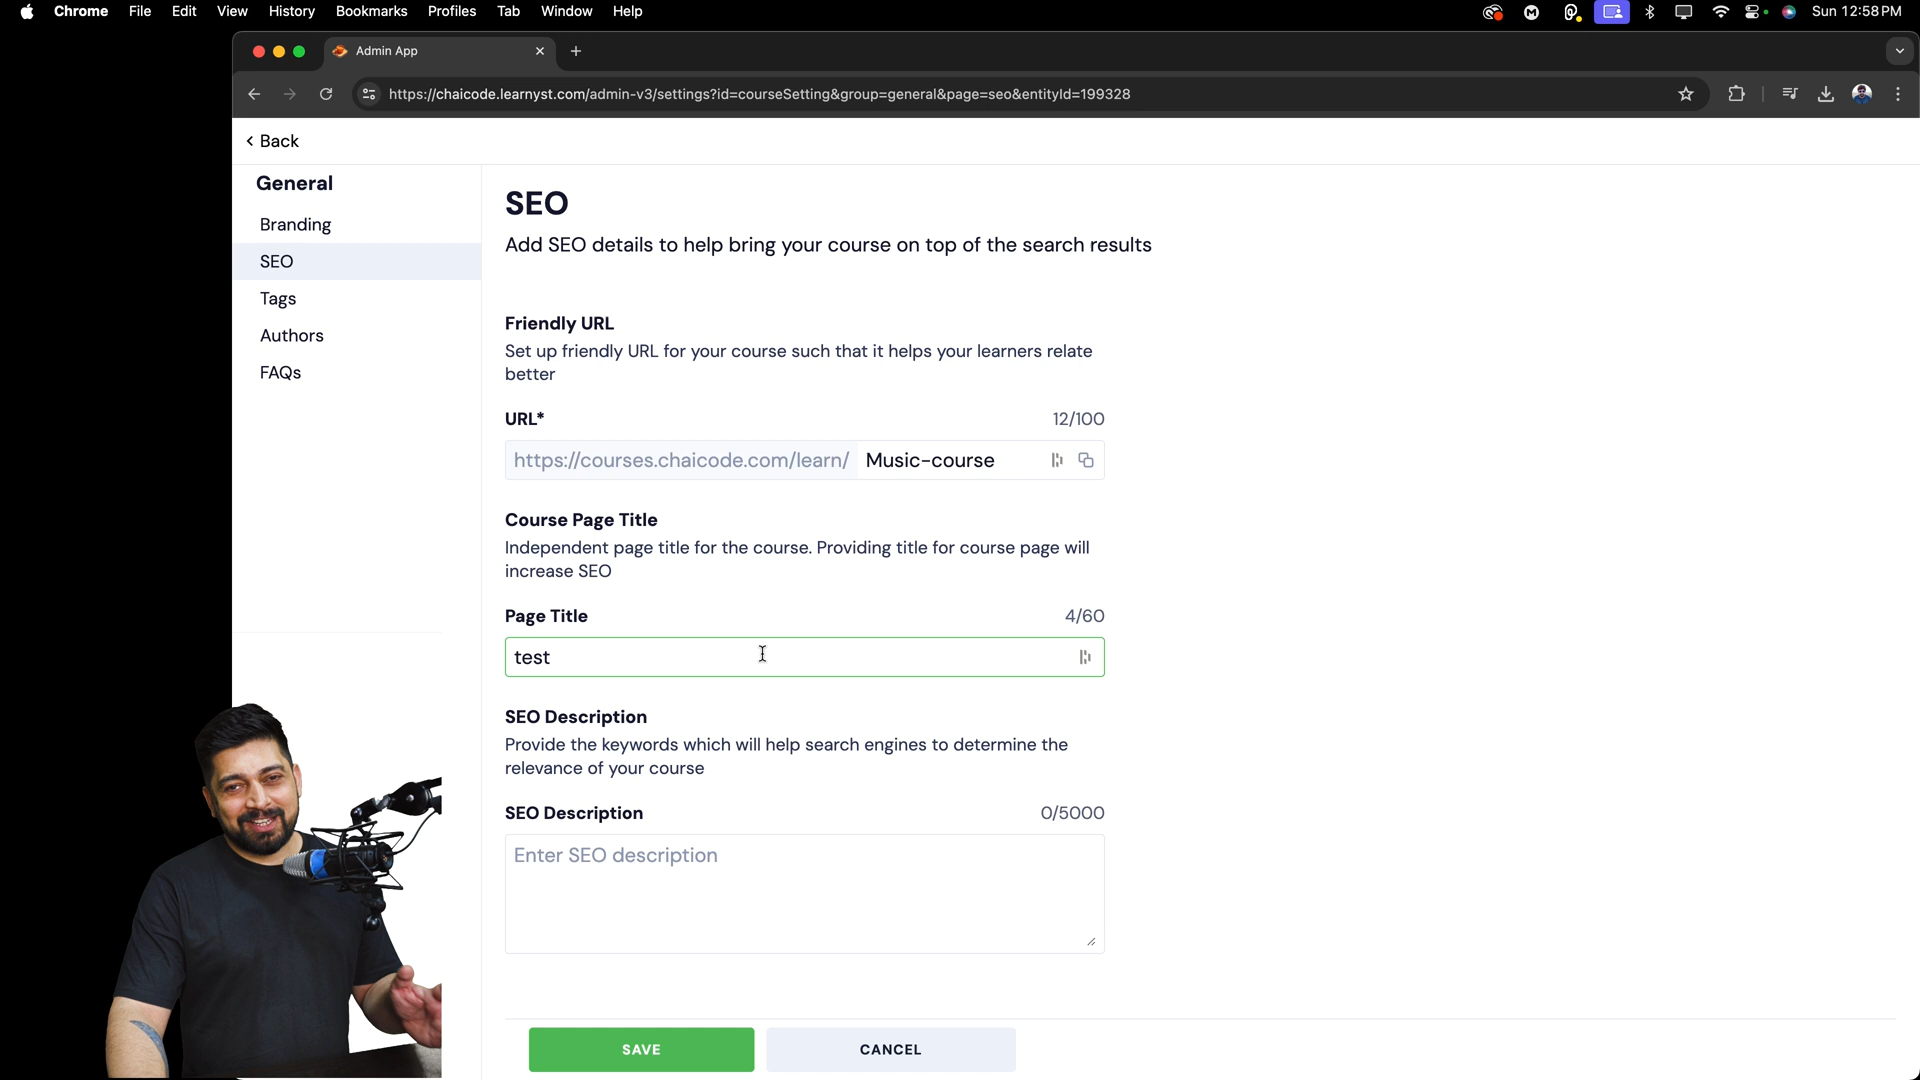 Chrome File Edit View History Bookmarks Profiles Tab Window Help Sun 12:58 PM
Admin App
https://chaicode.learnyst.com/admin-v3/settings?id=courseSetting&group=general&page=seo&entityId=199328
Back
General
Branding
SEO
Tags
Authors
FAQs
SEO
Add SEO details to help bring your course on top of the search results
Friendly URL
Set up friendly URL for your course such that it helps your learners relate
better
URL* 12/100
https://courses.chaicode.com/learn/ Music-course
Course Page Title
Independent page title for the course. Providing title for course page will
increase SEO
Page Title 4/60
test
SEO Description
Provide the keywords which will help search engines to determine the
relevance of your course
SEO Description 0/5000
Enter SEO description
SAVE CANCEL